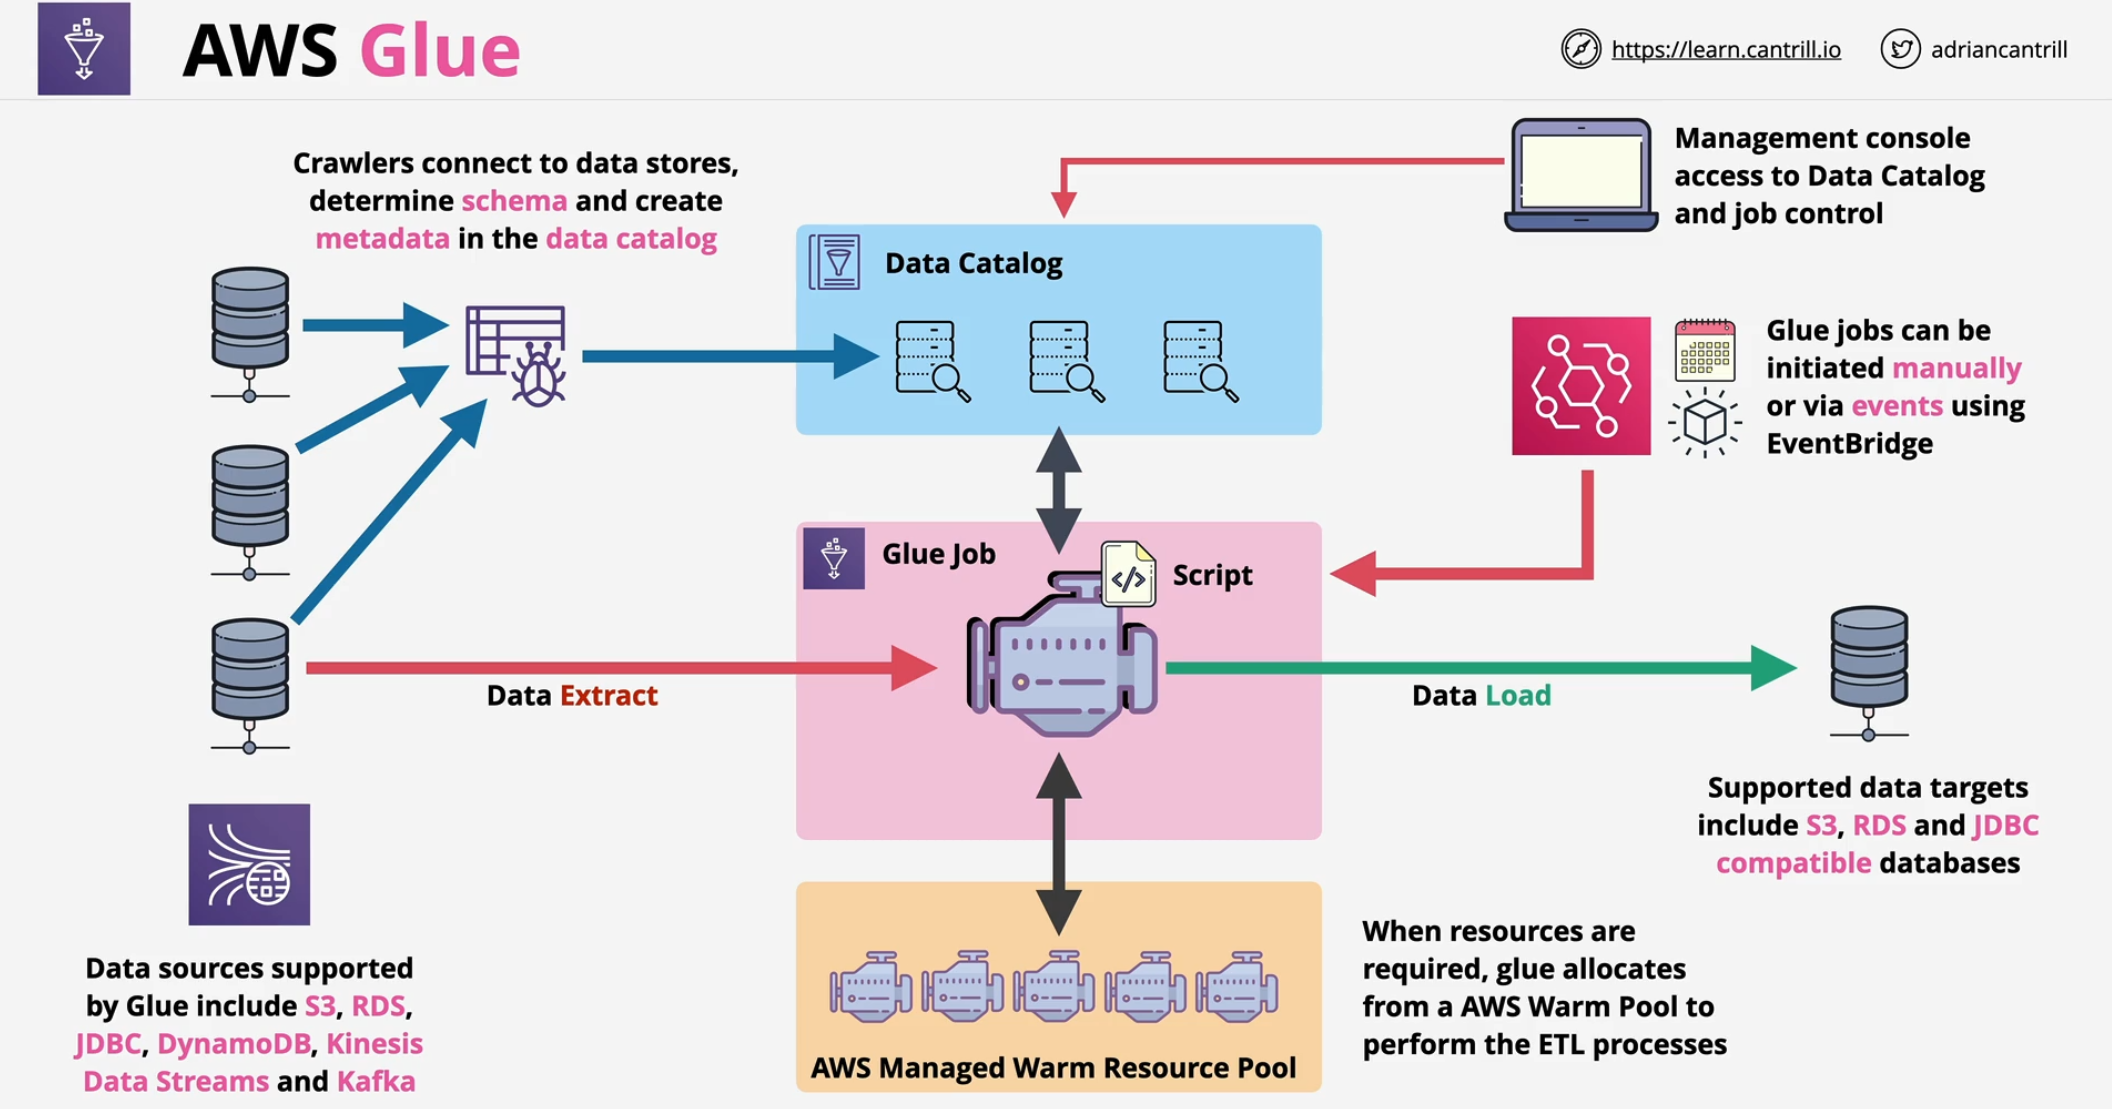 AWS Glue
https://learn.cantrill.io
adriancantrill
Crawlers connect to data stores,
determine schema and create
metadata in the data catalog
Management console
access to Data Catalog
and job control
Data Catalog
Glue jobs can be
initiated manually
or via events using
EventBridge
Glue Job
Script
</>
Data Extract
Data Load
Supported data targets
include S3, RDS and JDBC
compatible databases
Data sources supported
by Glue include S3, RDS,
JDBC, DynamoDB, Kinesis
Data Streams and Kafka
When resources are
required, glue allocates
from a AWS Warm Pool to
perform the ETL processes
AWS Managed Warm Resource Pool